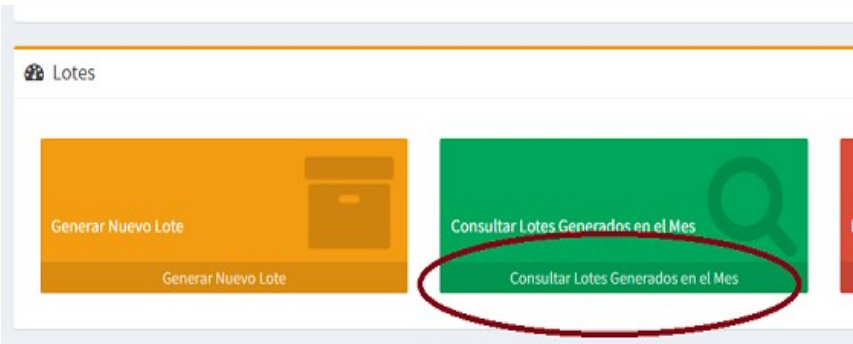 Lotes
Generar Nuevo Lote
Consultar Lotes Generados en el Mes
Generar Nuevo Lote
Consultar Lotes Generados en el Mes